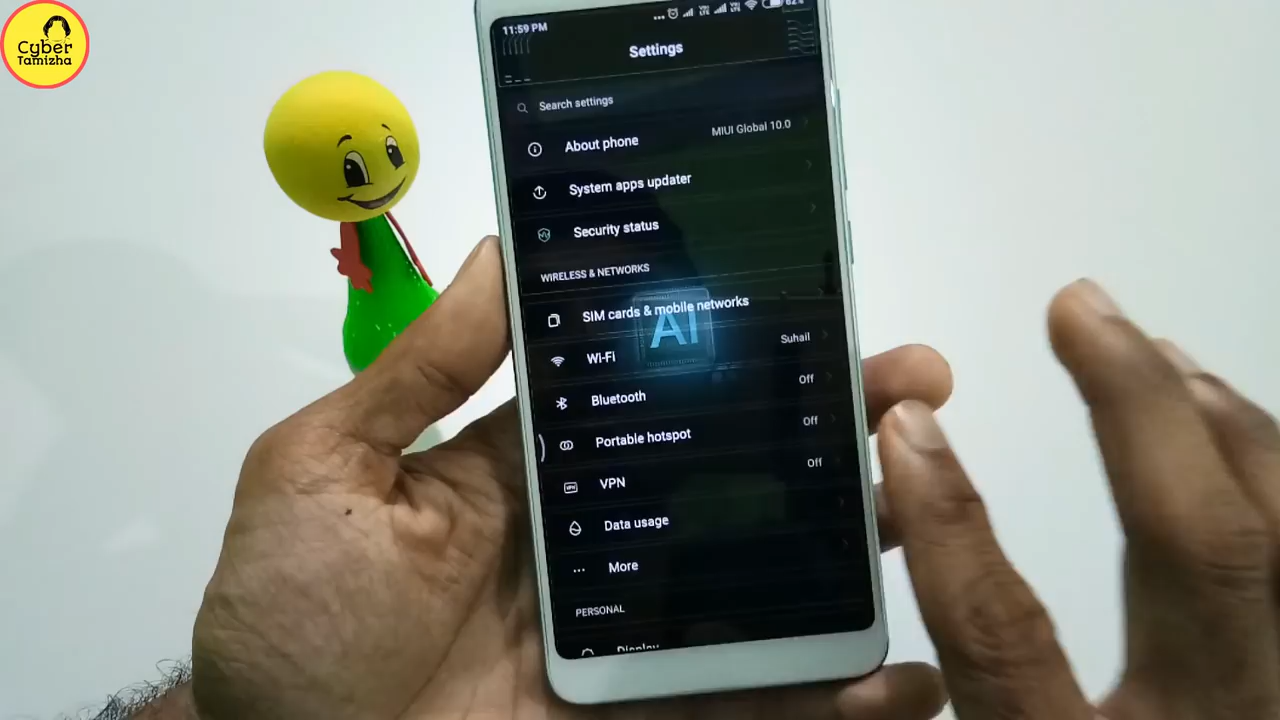 Cyber
Tamizha
11:59 PM
62%
Settings
Search settings
About phone MIUI Global 10.0
System apps updater
Security status
WIRELESS & NETWORKS
SIM cards & mobile networks
AI
Wi-Fi Suhail
Bluetooth Off
Portable hotspot Off
VPN Off
Data usage
More
PERSONAL
Display